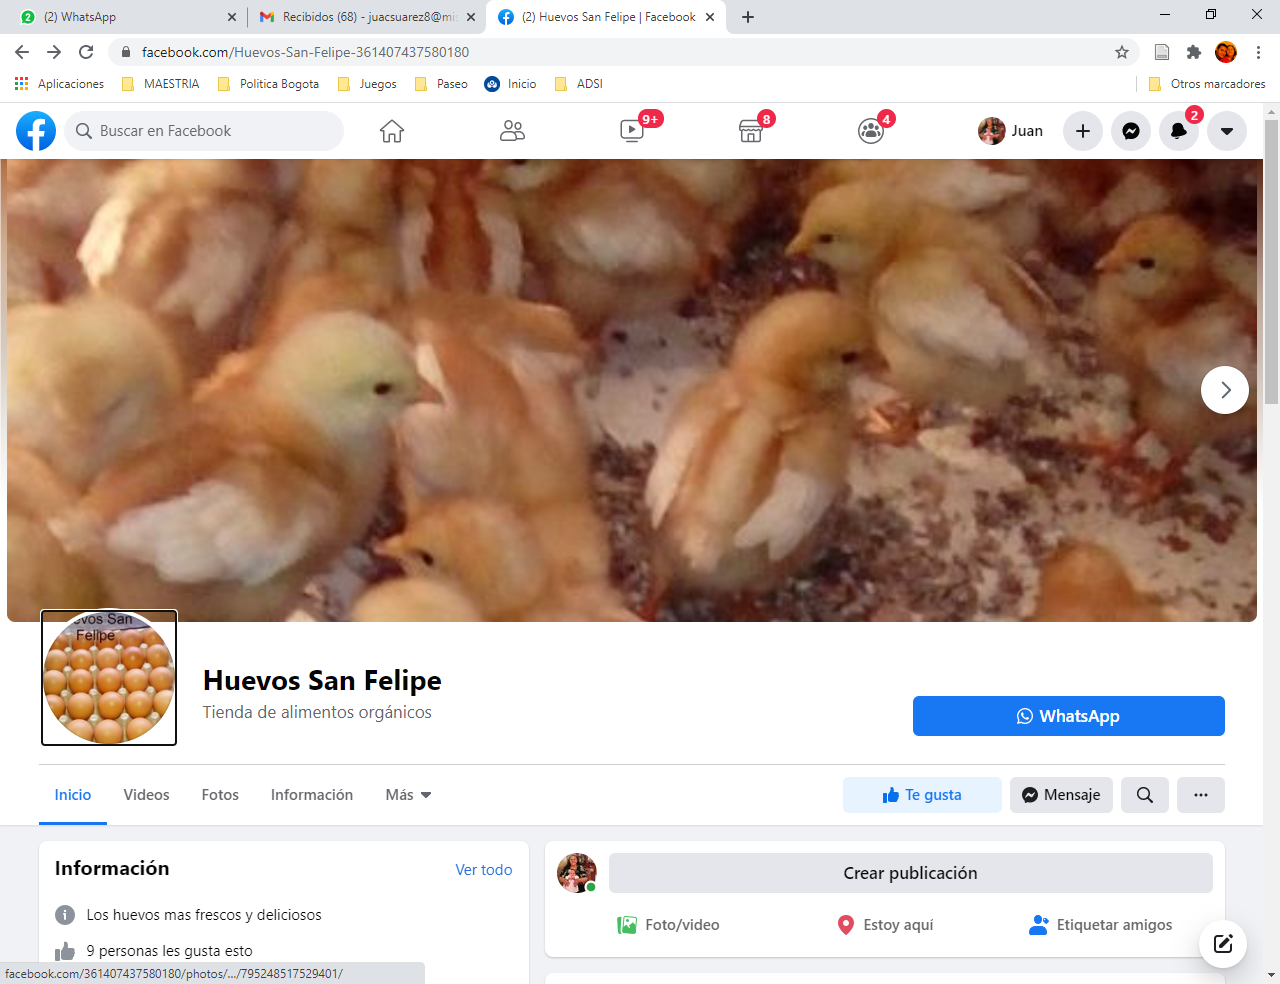 (2) WhatsApp
Recibidos (68) - juacsuarez8@mis
(2) Huevos San Felipe | Facebook
facebook.com/Huevos-San-Felipe-361407437580180
Aplicaciones
MAESTRIA
Politica Bogota
Juegos
Paseo
Inicio
ADSI
Otros marcadores
Buscar en Facebook
9+
8
4
Juan
2
evos San
Felipe
Huevos San Felipe
Tienda de alimentos orgánicos
WhatsApp
Inicio
Videos
Fotos
Información
Más
Te gusta
Mensaje
Información
Ver todo
Los huevos mas frescos y deliciosos
9 personas les gusta esto
Crear publicación
Foto/video
Estoy aquí
Etiquetar amigos
facebook.com/361407437580180/photos/.../795248517529401/